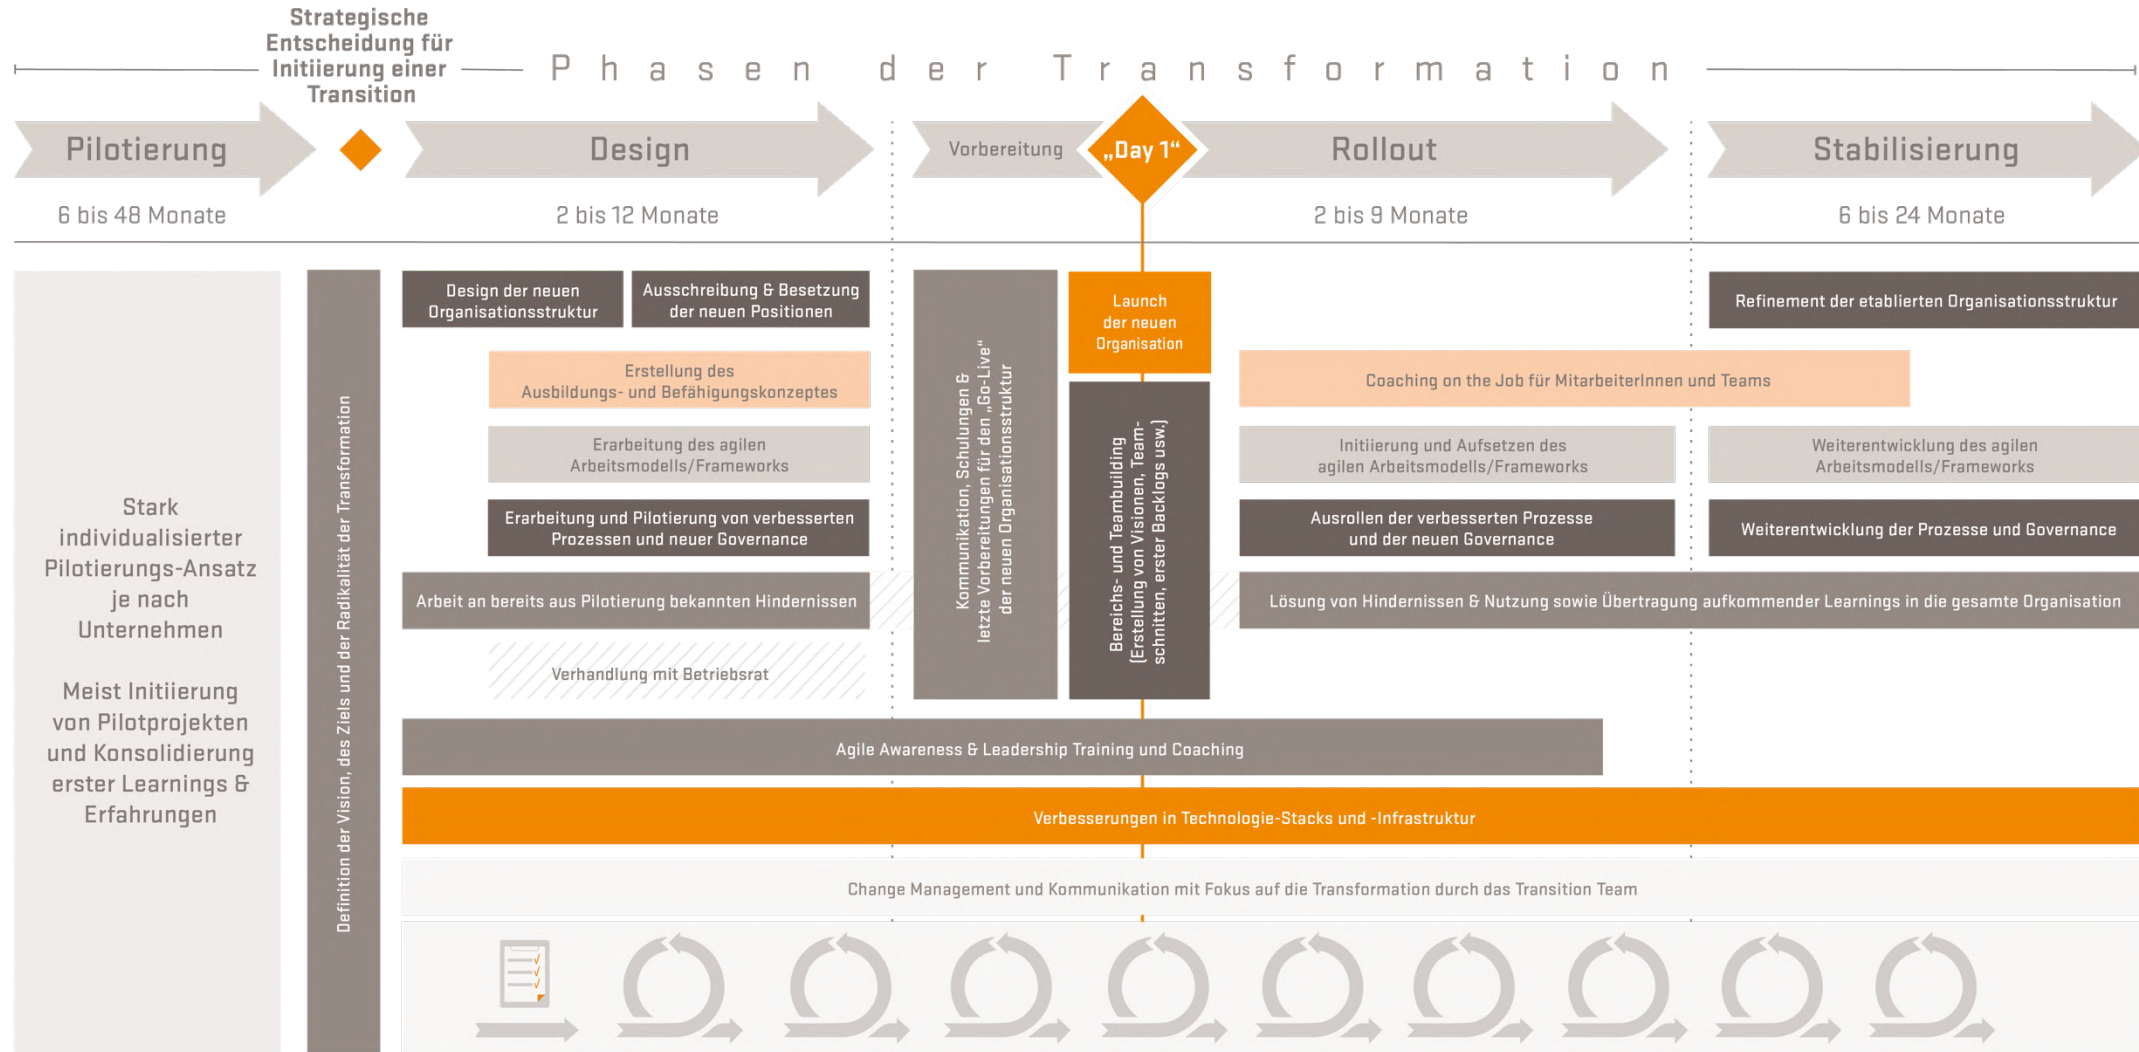 Strategische
Entscheidung für
Initiierung einer
Transition
Phasen der Transformation
Pilotierung
Design
Vorbereitung
„Day 1“
Rollout
Stabilisierung
6 bis 48 Monate
2 bis 12 Monate
2 bis 9 Monate
6 bis 24 Monate
Stark
individualisierter
Pilotierungs-Ansatz
je nach
Unternehmen
Meist Initiierung
von Pilotprojekten
und Konsolidierung
erster Learnings &
Erfahrungen
Definition der Vision, des Ziels und der Radikalität der Transformation
Design der neuen
Organisationsstruktur
Ausschreibung & Besetzung
der neuen Positionen
Erstellung des
Ausbildungs- und Befähigungskonzeptes
Erarbeitung des agilen
Arbeitsmodells/Frameworks
Erarbeitung und Pilotierung von verbesserten
Prozessen und neuer Governance
Arbeit an bereits aus Pilotierung bekannten Hindernissen
Verhandlung mit Betriebsrat
Kommunikation, Schulungen &
letzte Vorbereitungen für den „Go-Live“
der neuen Organisationsstruktur
Launch
der neuen
Organisation
Bereichs- und Teambuilding
(Erstellung von Visionen, Team-
schnitten, erster Backlogs usw.)
Refinement der etablierten Organisationsstruktur
Coaching on the Job für MitarbeiterInnen und Teams
Initiierung und Aufsetzen des
agilen Arbeitsmodells/Frameworks
Weiterentwicklung des agilen
Arbeitsmodells/Frameworks
Ausrollen der verbesserten Prozesse
und der neuen Governance
Weiterentwicklung der Prozesse und Governance
Lösung von Hindernissen & Nutzung sowie Übertragung aufkommender Learnings in die gesamte Organisation
Agile Awareness & Leadership Training und Coaching
Verbesserungen in Technologie-Stacks und -Infrastruktur
Change Management und Kommunikation mit Fokus auf die Transformation durch das Transition Team